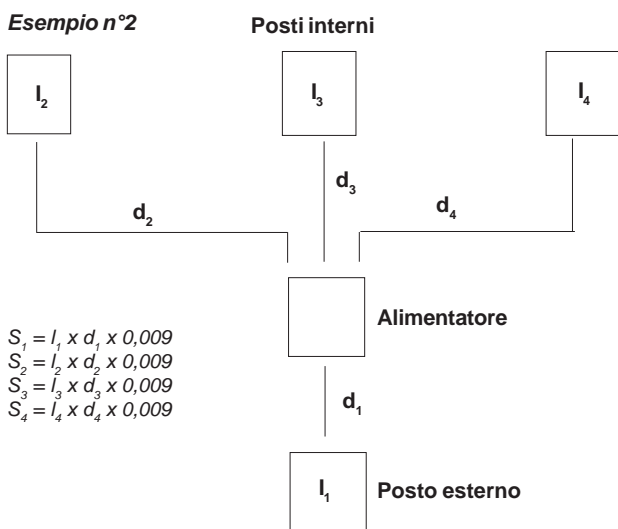 Esempio n°2
Posti interni
I₂
I₃
I₄
d₃
d₂
d₄
Alimentatore
S₁ = I₁ x d₁ x 0,009
S₂ = I₂ x d₂ x 0,009
S₃ = I₃ x d₃ x 0,009
S₄ = I₄ x d₄ x 0,009
d₁
I₁
Posto esterno